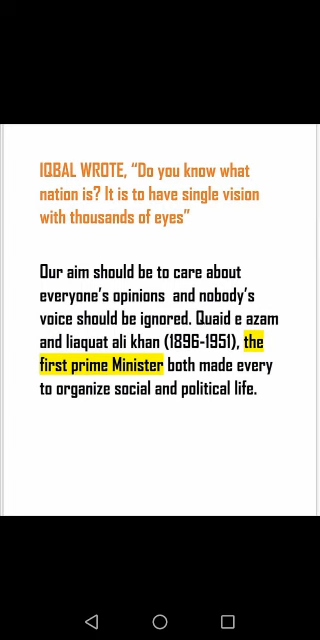 IQBAL WROTE, “Do you know what
nation is? It is to have single vision
with thousands of eyes”
Our aim should be to care about
everyone’s opinions and nobody’s
voice should be ignored. Quaid e azam
and liaquat ali khan (1896-1951), the
first prime Minister both made every
to organize social and political life.